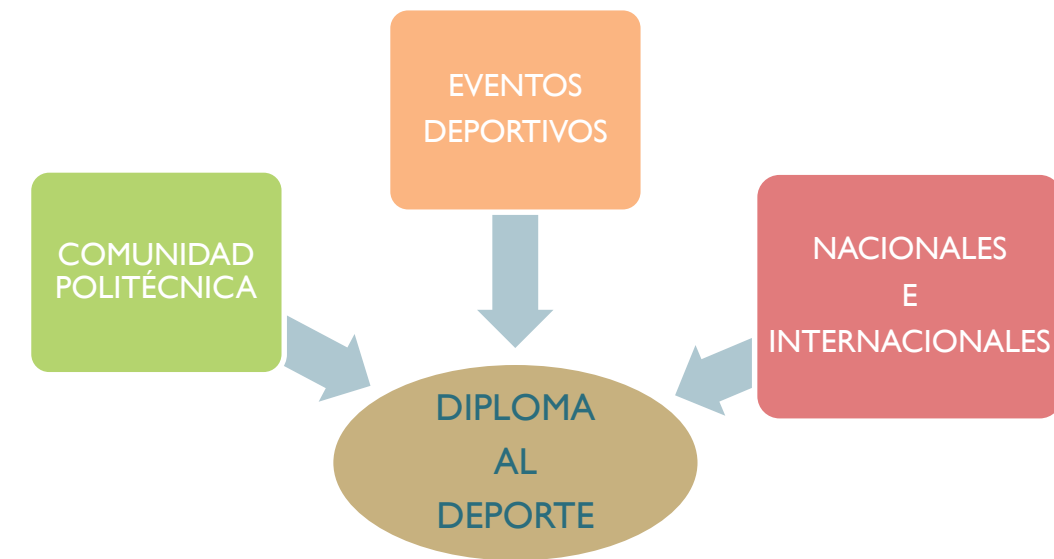 EVENTOS
DEPORTIVOS
COMUNIDAD
POLITÉCNICA
NACIONALES
E
INTERNACIONALES
DIPLOMA
AL
DEPORTE